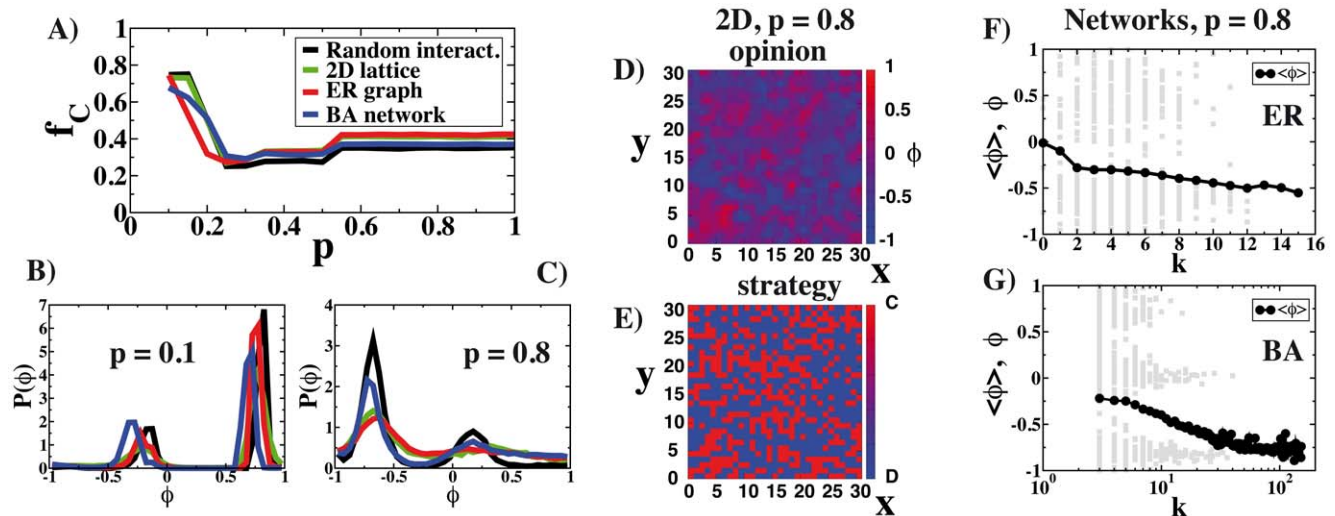 A)
f_C
1
0.8
0.6
0.4
0.2
0
0 0.2 0.4 0.6 0.8 1
p
Random interact.
2D lattice
ER graph
BA network
B)
P(ϕ)
7
6
5
4
3
2
1
0
-1 -0.5 0 0.5 1
ϕ
p = 0.1
C)
P(ϕ)
4
3
2
1
0
-1 -0.5 0 0.5 1
ϕ
p = 0.8
2D, p = 0.8
opinion
D)
y
30
25
20
15
10
5
0
0 5 10 15 20 25 30
x
1
0.5
0
-0.5
-1
ϕ
strategy
E)
y
30
25
20
15
10
5
0
0 5 10 15 20 25 30
x
C
D
Networks, p = 0.8
F)
<ϕ>, ϕ
1
0.5
0
-0.5
-1
0 2 4 6 8 10 12 14 16
k
<ϕ>
ER
G)
<ϕ>, ϕ
1
0.5
0
-0.5
-1
10^0 10^1 10^2
k
<ϕ>
BA